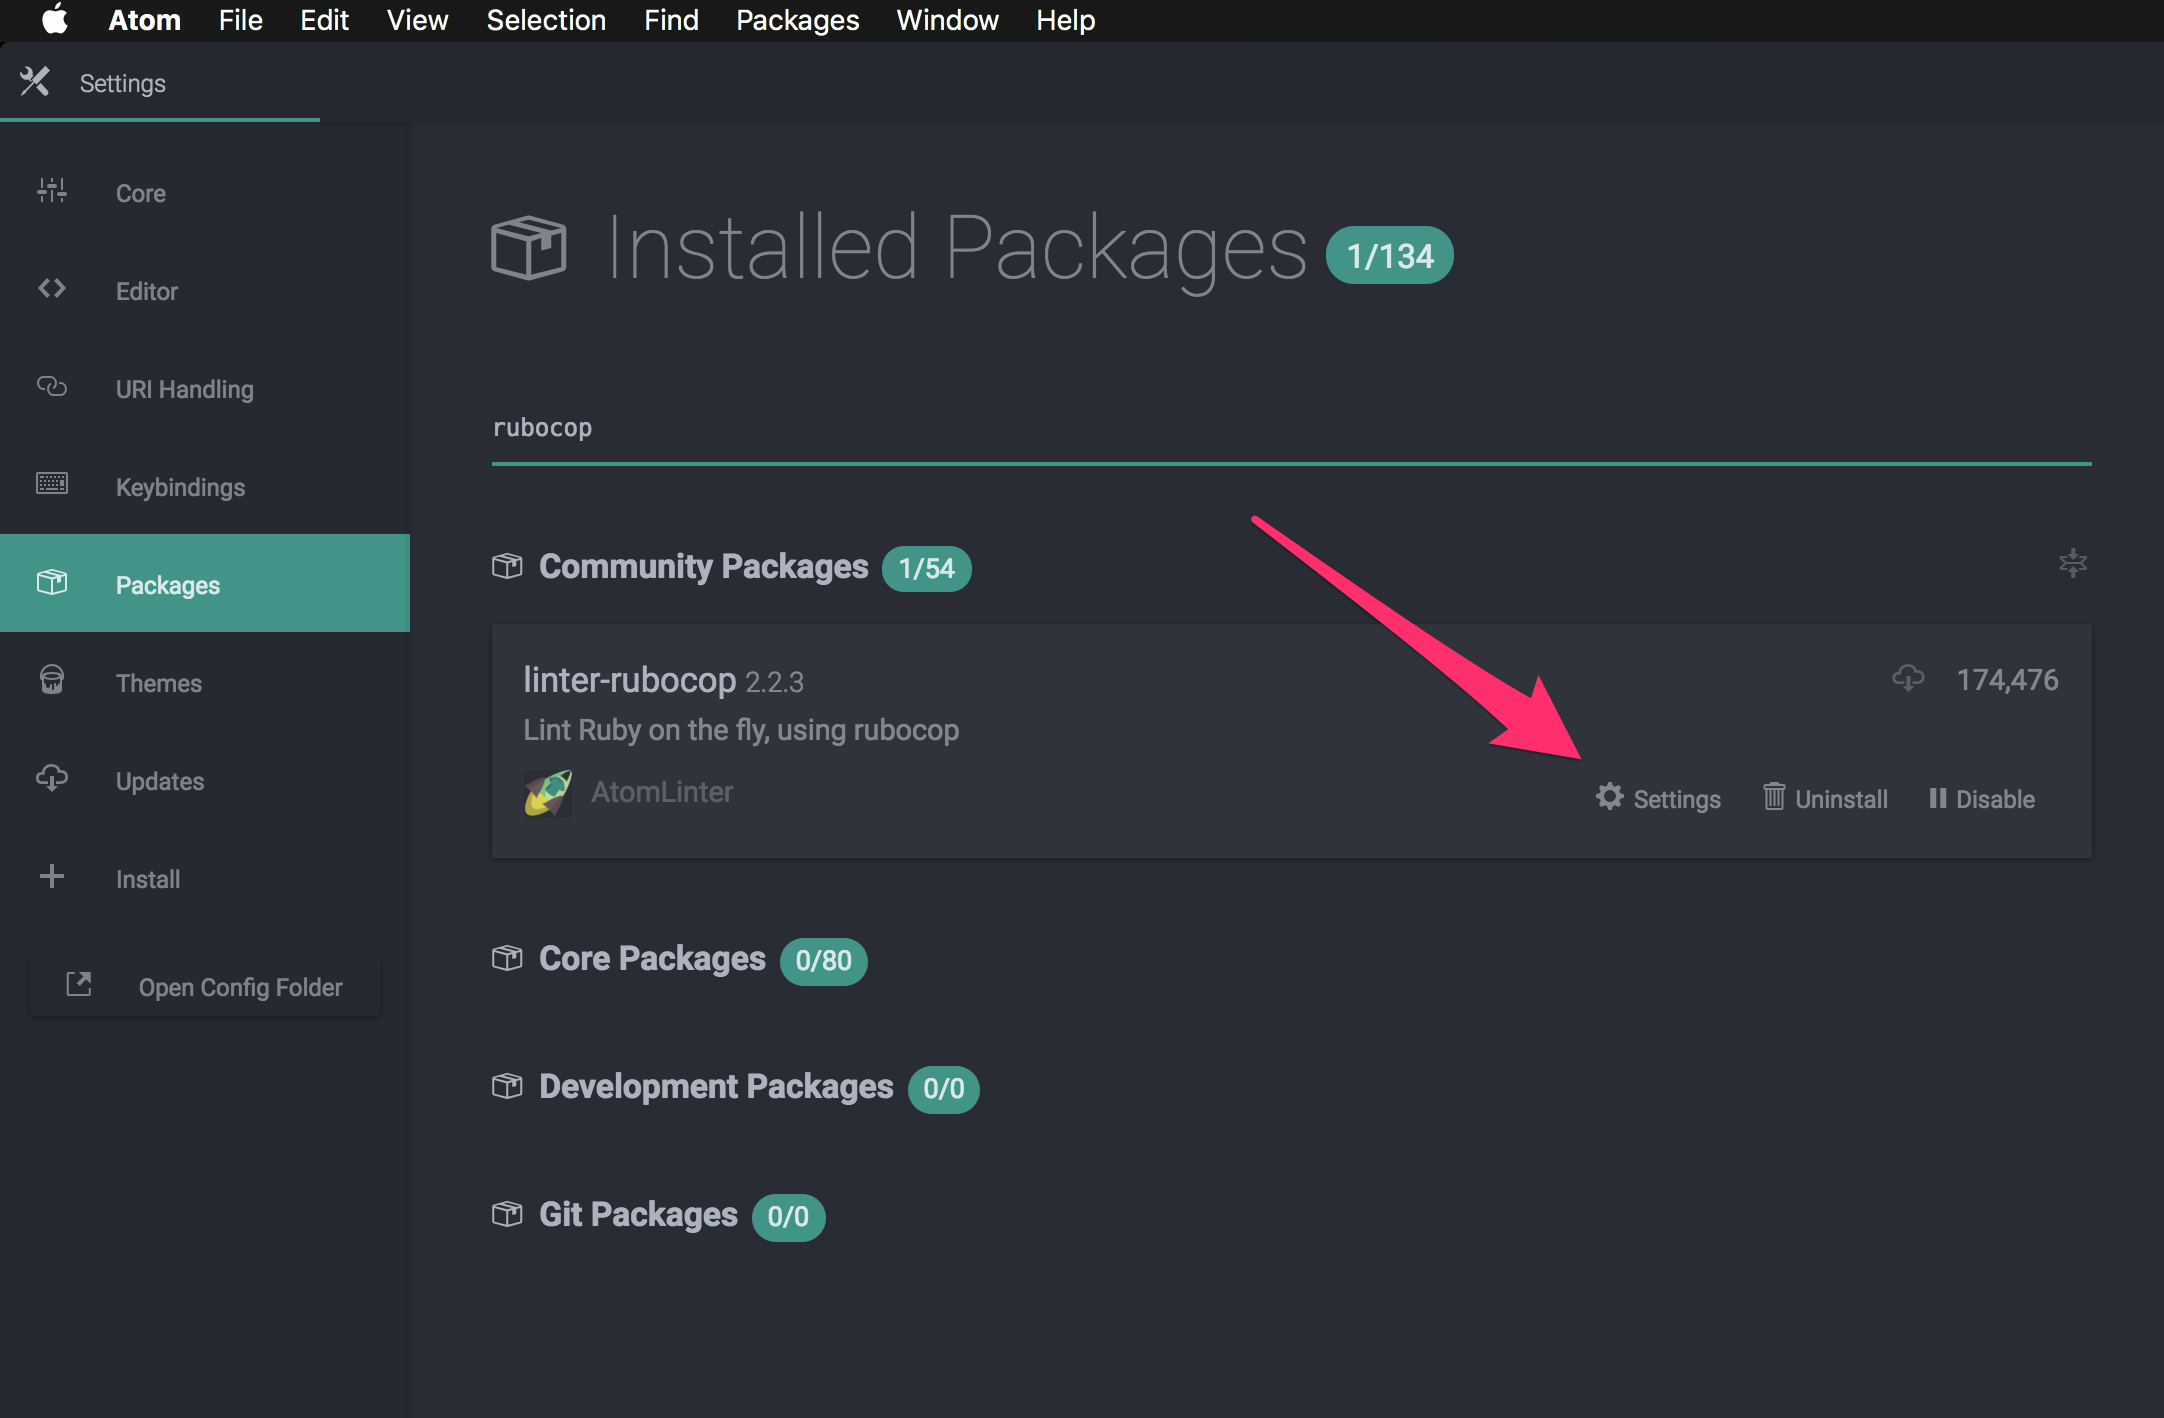 Atom File Edit View Selection Find Packages Window Help
Settings
Core
Editor
URI Handling
Keybindings
Packages
Themes
Updates
Install
Open Config Folder
Installed Packages 1/134
rubocop
Community Packages 1/54
linter-rubocop 2.2.3
174,476
Lint Ruby on the fly, using rubocop
AtomLinter
Settings Uninstall Disable
Core Packages 0/80
Development Packages 0/0
Git Packages 0/0